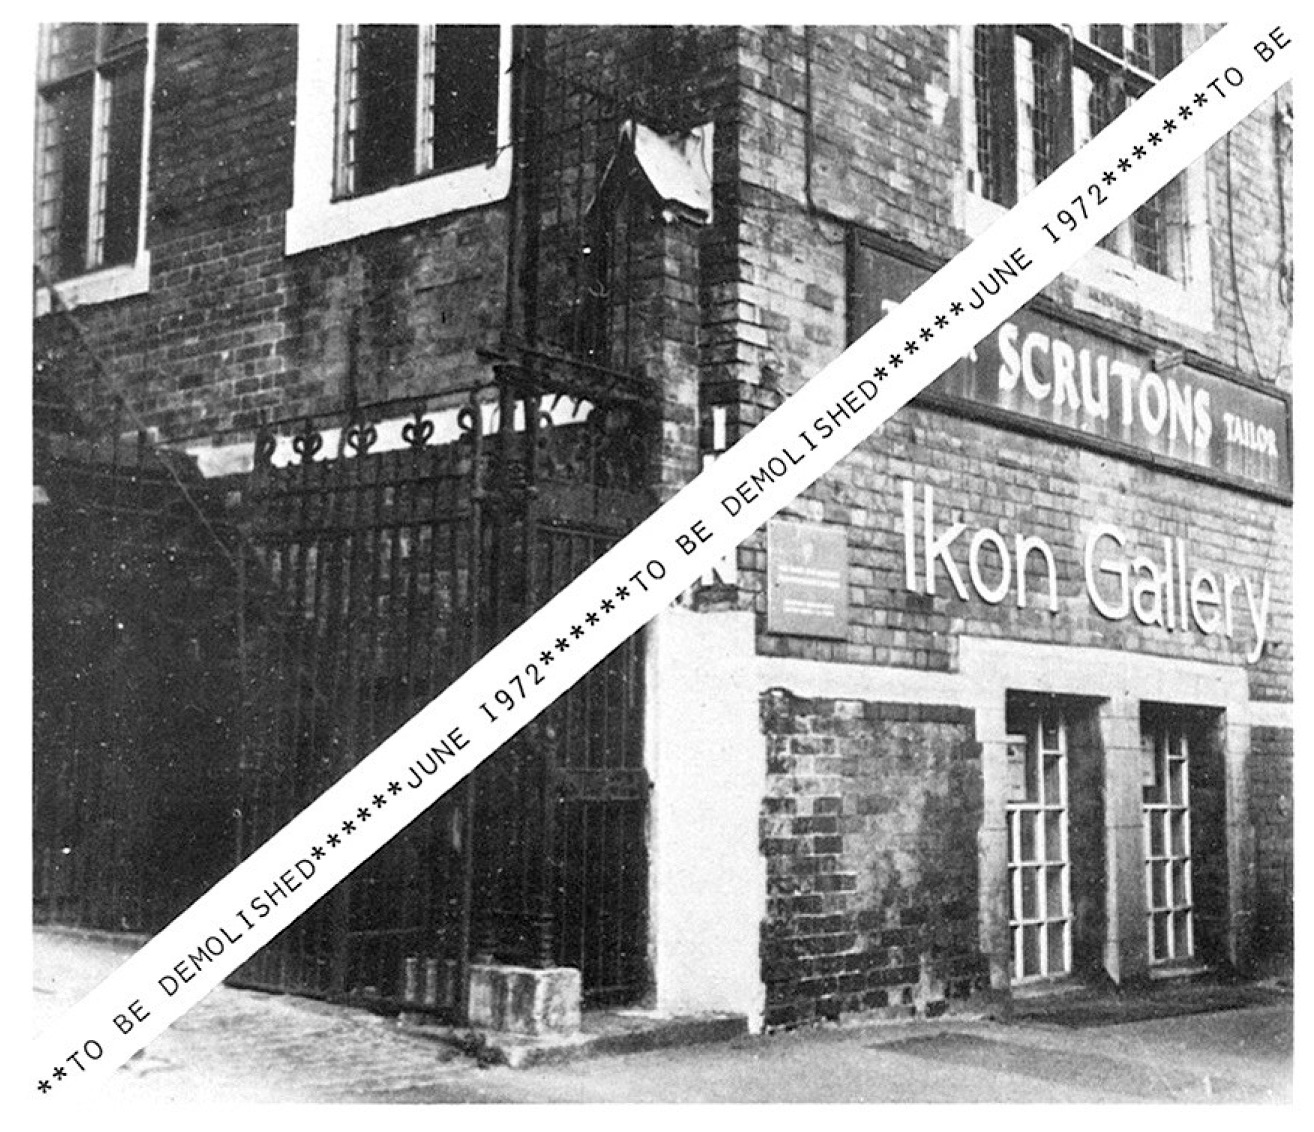 **TO BE DEMOLISHED******JUNE 1972******TO BE DEMOLISHED******JUNE 1972*******TO BE
SCRUTONS TAILOR
Ikon Gallery